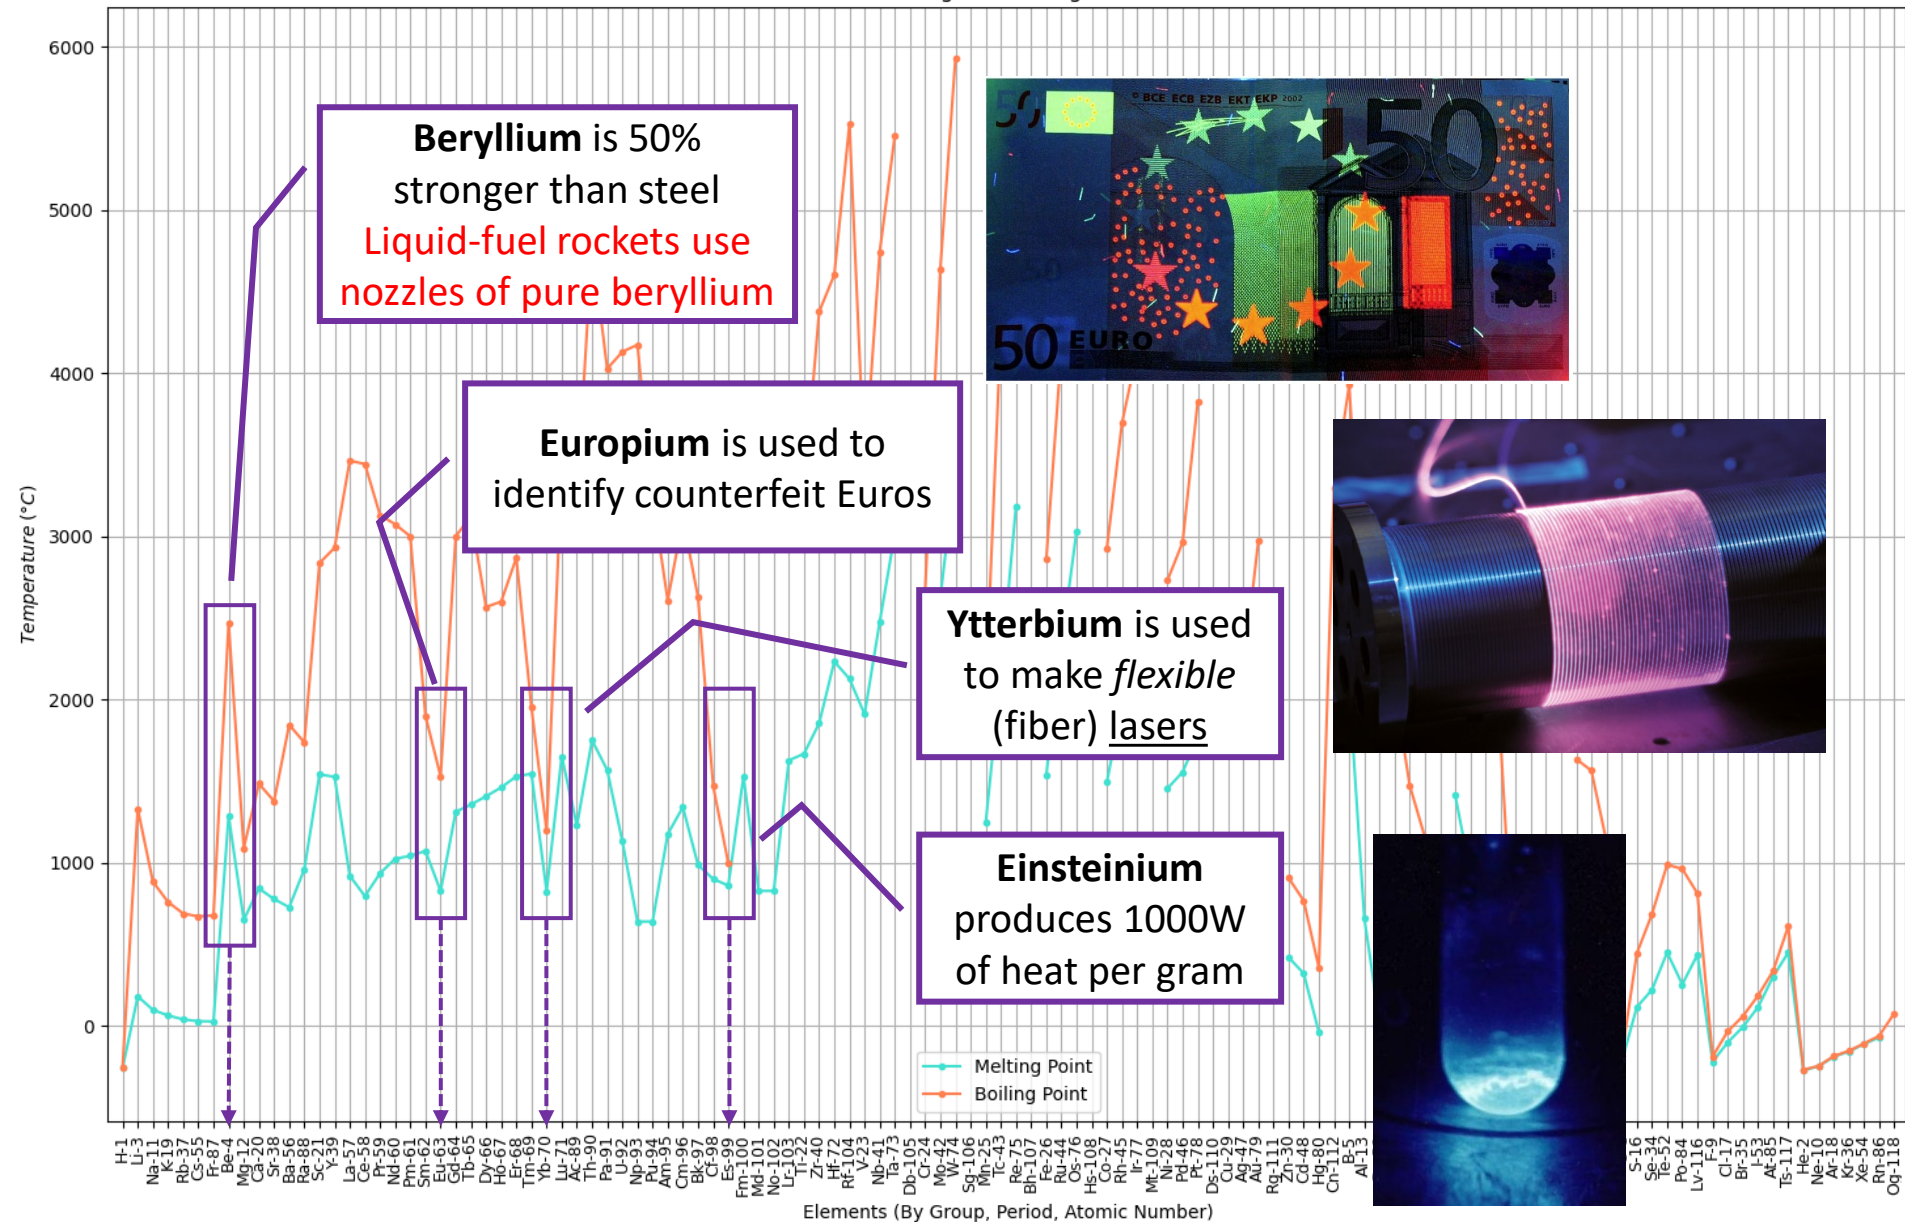 6000
5000
4000
3000
2000
1000
0
Temperature (°C)
Beryllium is 50%
stronger than steel
Liquid-fuel rockets use
nozzles of pure beryllium
Europium is used to
identify counterfeit Euros
Ytterbium is used
to make flexible
(fiber) lasers
Einsteinium
produces 1000W
of heat per gram
© BCE ECB EZB EKT EKP 2002
50
50 EURO
Melting Point
Boiling Point
H-1
Li-3
Na-11
K-19
Rb-37
Cs-55
Fr-87
Be-4
Mg-12
Ca-20
Sr-38
Ba-56
Ra-88
Sc-21
Y-39
La-57
Ce-58
Pr-59
Nd-60
Pm-61
Sm-62
Eu-63
Gd-64
Tb-65
Dy-66
Ho-67
Er-68
Tm-69
Yb-70
Lu-71
Ac-89
Th-90
Pa-91
U-92
Np-93
Pu-94
Am-95
Cm-96
Bk-97
Cf-98
Es-99
Fm-100
Md-101
No-102
Lr-103
Ti-22
Zr-40
Hf-72
Rf-104
V-23
Nb-41
Ta-73
Db-105
Cr-24
Mo-42
W-74
Sg-106
Mn-25
Tc-43
Re-75
Bh-107
Fe-26
Ru-44
Os-76
Hs-108
Co-27
Rh-45
Ir-77
Mt-109
Ni-28
Pd-46
Pt-78
Ds-110
Cu-29
Ag-47
Au-79
Rg-111
Zn-30
Cd-48
Hg-80
Cn-112
B-5
Al-13
S-16
Se-34
Te-52
Po-84
Lv-116
F-9
Cl-17
Br-35
I-53
At-85
Ts-117
He-2
Ne-10
Ar-18
Kr-36
Xe-54
Rn-86
Og-118
Elements (By Group, Period, Atomic Number)